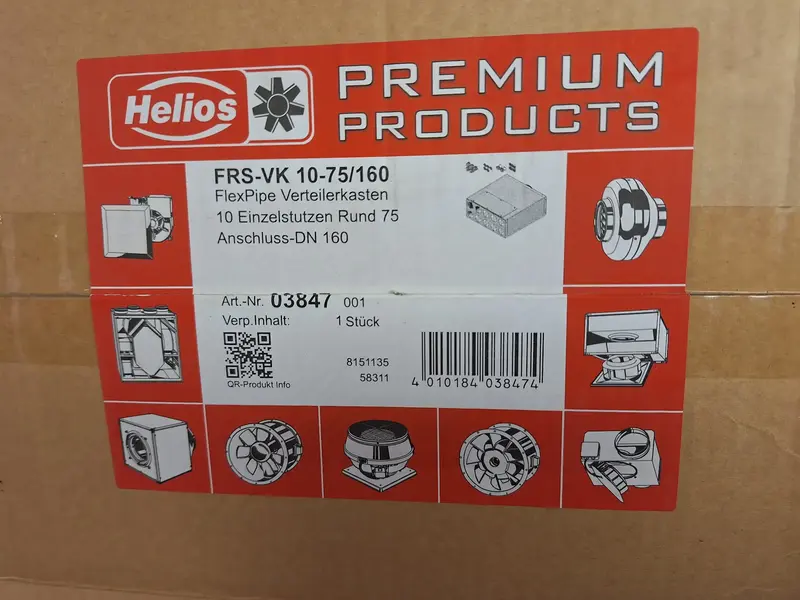 Helios
PREMIUM
PRODUCTS
FRS-VK 10-75/160
FlexPipe Verteilerkasten
10 Einzelstutzen Rund 75
Anschluss-DN 160
Art.-Nr. 03847 001
Verp.Inhalt: 1 Stück
QR-Produkt Info
8151135
58311
4 010184 038474